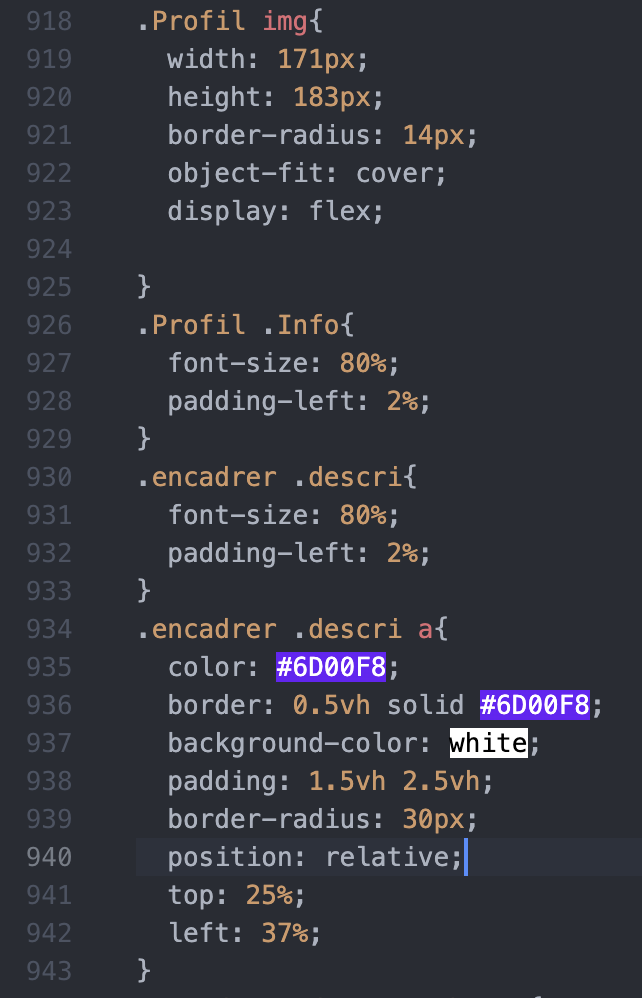 918 .Profil img{
919 width: 171px;
920 height: 183px;
921 border-radius: 14px;
922 object-fit: cover;
923 display: flex;
924
925 }
926 .Profil .Info{
927 font-size: 80%;
928 padding-left: 2%;
929 }
930 .encadrer .descri{
931 font-size: 80%;
932 padding-left: 2%;
933 }
934 .encadrer .descri a{
935 color: #6D00F8;
936 border: 0.5vh solid #6D00F8;
937 background-color: white;
938 padding: 1.5vh 2.5vh;
939 border-radius: 30px;
940 position: relative;
941 top: 25%;
942 left: 37%;
943 }